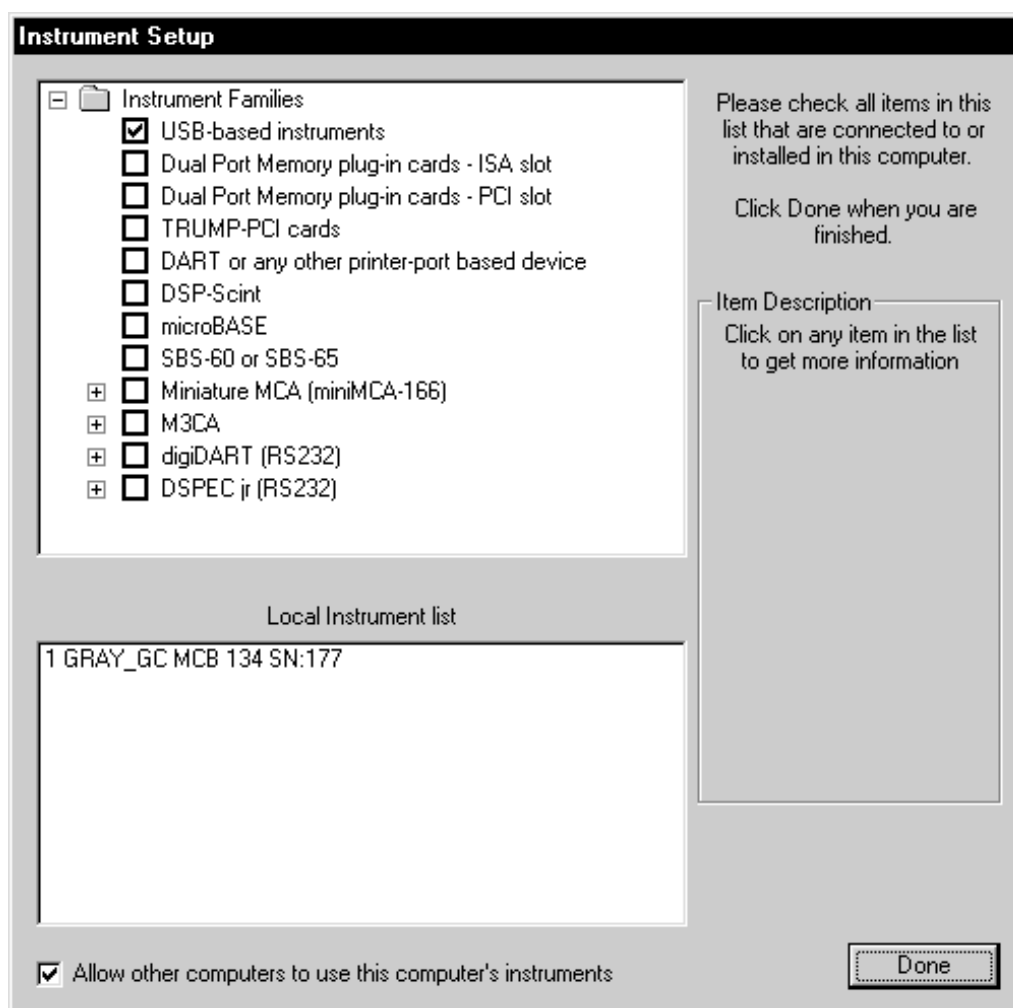 Instrument Setup
Instrument Families
USB-based instruments
Dual Port Memory plug-in cards - ISA slot
Dual Port Memory plug-in cards - PCI slot
TRUMP-PCI cards
DART or any other printer-port based device
DSP-Scint
microBASE
SBS-60 or SBS-65
Miniature MCA (miniMCA-166)
M3CA
digiDART (RS232)
DSPEC jr (RS232)
Please check all items in this
list that are connected to or
installed in this computer.
Click Done when you are
finished.
Item Description
Click on any item in the list
to get more information
Local Instrument list
1 GRAY_GC MCB 134 SN:177
Allow other computers to use this computer's instruments
Done